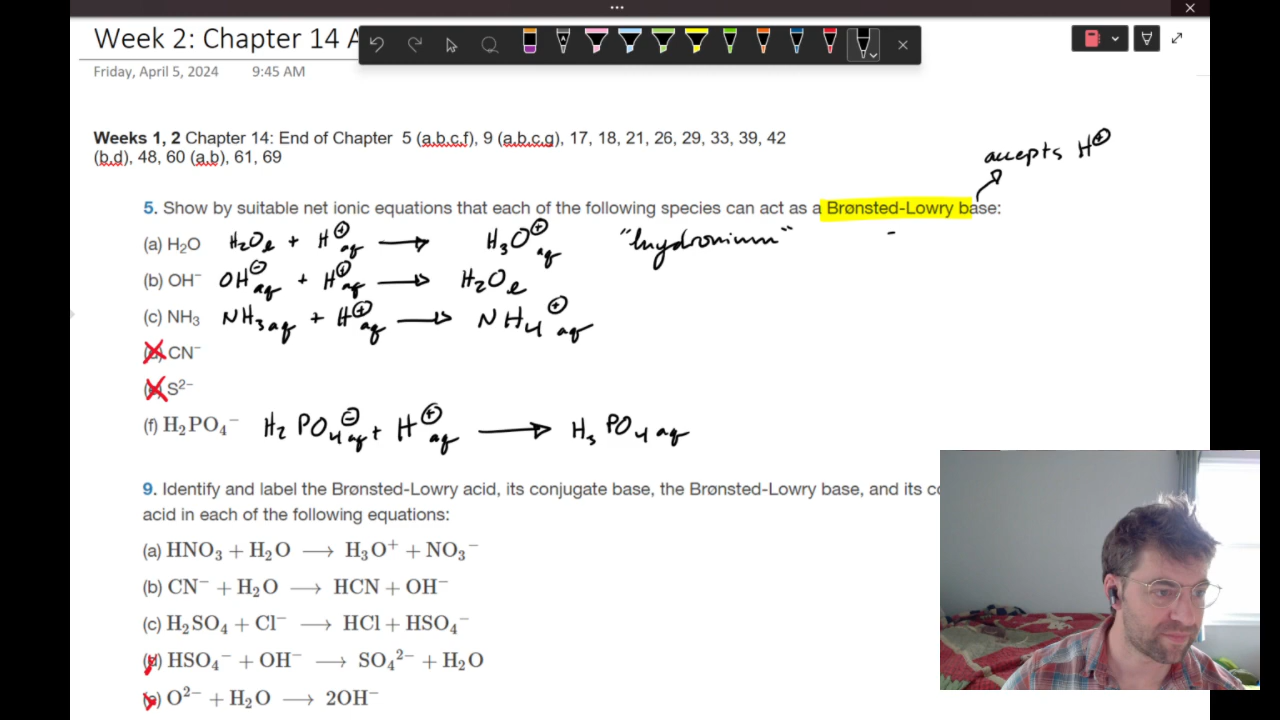 Week 2: Chapter 14 A
Friday, April 5, 2024 9:45 AM
Weeks 1, 2 Chapter 14: End of Chapter 5 (a,b,c,f), 9 (a,b,c,g), 17, 18, 21, 26, 29, 33, 39, 42
(b,d), 48, 60 (a,b), 61, 69
accepts H⊕
5. Show by suitable net ionic equations that each of the following species can act as a Brønsted-Lowry base:
(a) H₂O H₂Oℓ + H⊕aq → H₃O⊕aq "hydronium"
(b) OH⁻ OH⊖aq + H⊕aq → H₂Oℓ
(c) NH₃ NH₃aq + H⊕aq → NH₄⊕aq
CN⁻
S²⁻
(f) H₂PO₄⁻ H₂PO₄⊖aq + H⊕aq → H₃PO₄aq
9. Identify and label the Brønsted-Lowry acid, its conjugate base, the Brønsted-Lowry base, and its co
acid in each of the following equations:
(a) HNO₃ + H₂O ⟶ H₃O⁺ + NO₃⁻
(b) CN⁻ + H₂O ⟶ HCN + OH⁻
(c) H₂SO₄ + Cl⁻ ⟶ HCl + HSO₄⁻
(d) HSO₄⁻ + OH⁻ ⟶ SO₄²⁻ + H₂O
O²⁻ + H₂O ⟶ 2OH⁻